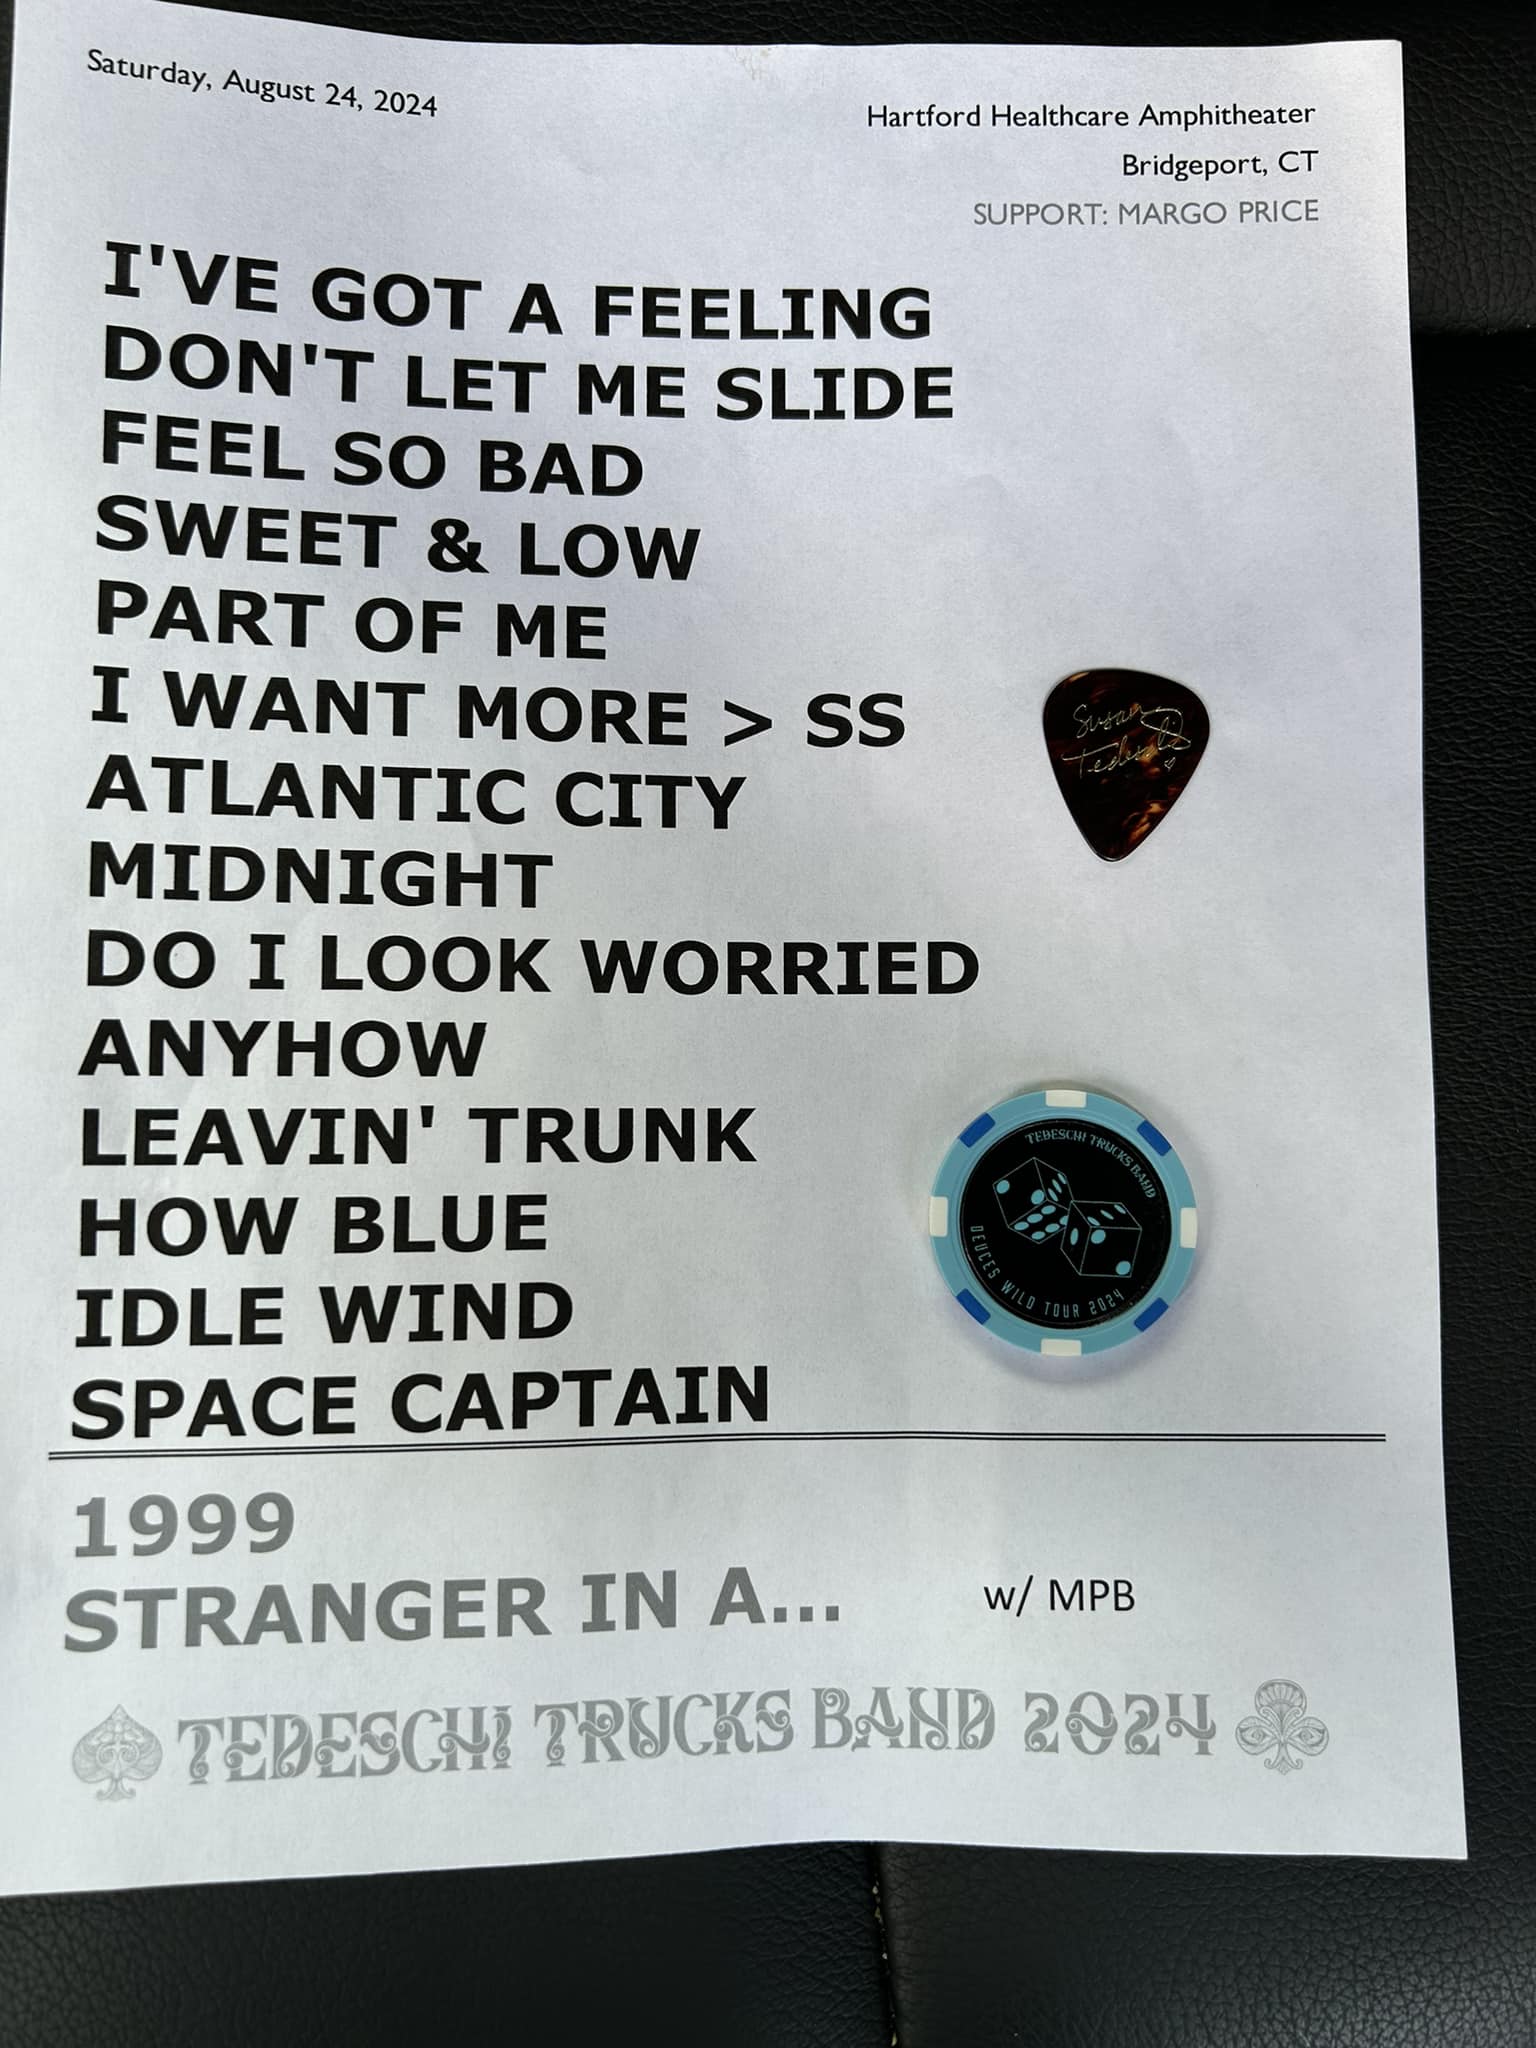 Saturday, August 24, 2024
Hartford Healthcare Amphitheater
Bridgeport, CT
SUPPORT: MARGO PRICE
I'VE GOT A FEELING
DON'T LET ME SLIDE
FEEL SO BAD
SWEET & LOW
PART OF ME
I WANT MORE > SS
ATLANTIC CITY
MIDNIGHT
DO I LOOK WORRIED
ANYHOW
LEAVIN' TRUNK
HOW BLUE
IDLE WIND
SPACE CAPTAIN
1999
STRANGER IN A... w/ MPB
TEDESCHI TRUCKS BAND 2024
Susan
Tedeschi
TEDESCHI TRUCKS BAND
DEUCES WILD TOUR 2024